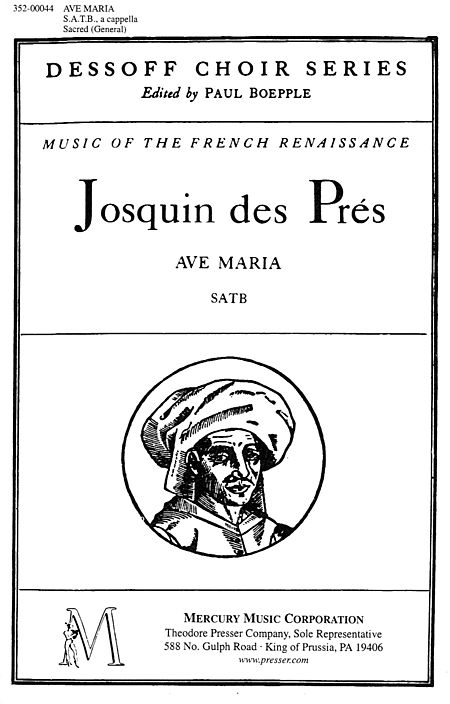 352-00044 AVE MARIA
S.A.T.B., a cappella
Sacred (General)
DESSOFF CHOIR SERIES
Edited by PAUL BOEPPLE
MUSIC OF THE FRENCH RENAISSANCE
Josquin des Prés
AVE MARIA
SATB
M
MERCURY MUSIC CORPORATION
Theodore Presser Company, Sole Representative
588 No. Gulph Road · King of Prussia, PA 19406
www.presser.com